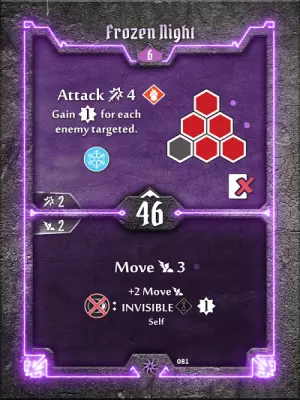 Frozen Night
6
Attack 4
Gain 1 for each
enemy targeted.
2
46
2
Move 3
+2 Move
: INVISIBLE 1
Self
081